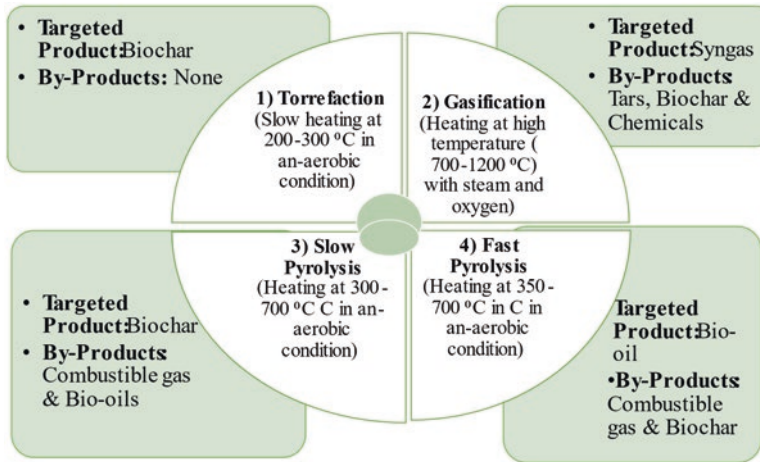 • Targeted
Product:Biochar
• By-Products: None
1) Torrefaction
(Slow heating at
200-300 ⁰C in
an-aerobic
condition)
2) Gasification
(Heating at high
temperature (
700-1200 ⁰C)
with steam and
oxygen)
• Targeted
Product:Syngas
• By-Products:
Tars, Biochar &
Chemicals
• Targeted
Product:Biochar
• By-Products:
Combustible gas
& Bio-oils
3) Slow
Pyrolysis
(Heating at 300-
700 ⁰C C in an-
aerobic
condition)
4) Fast
Pyrolysis
(Heating at 350-
700 ⁰C in C in
an-aerobic
condition)
Targeted
Product:Bio-
oil
•By-Products:
Combustible
gas & Biochar